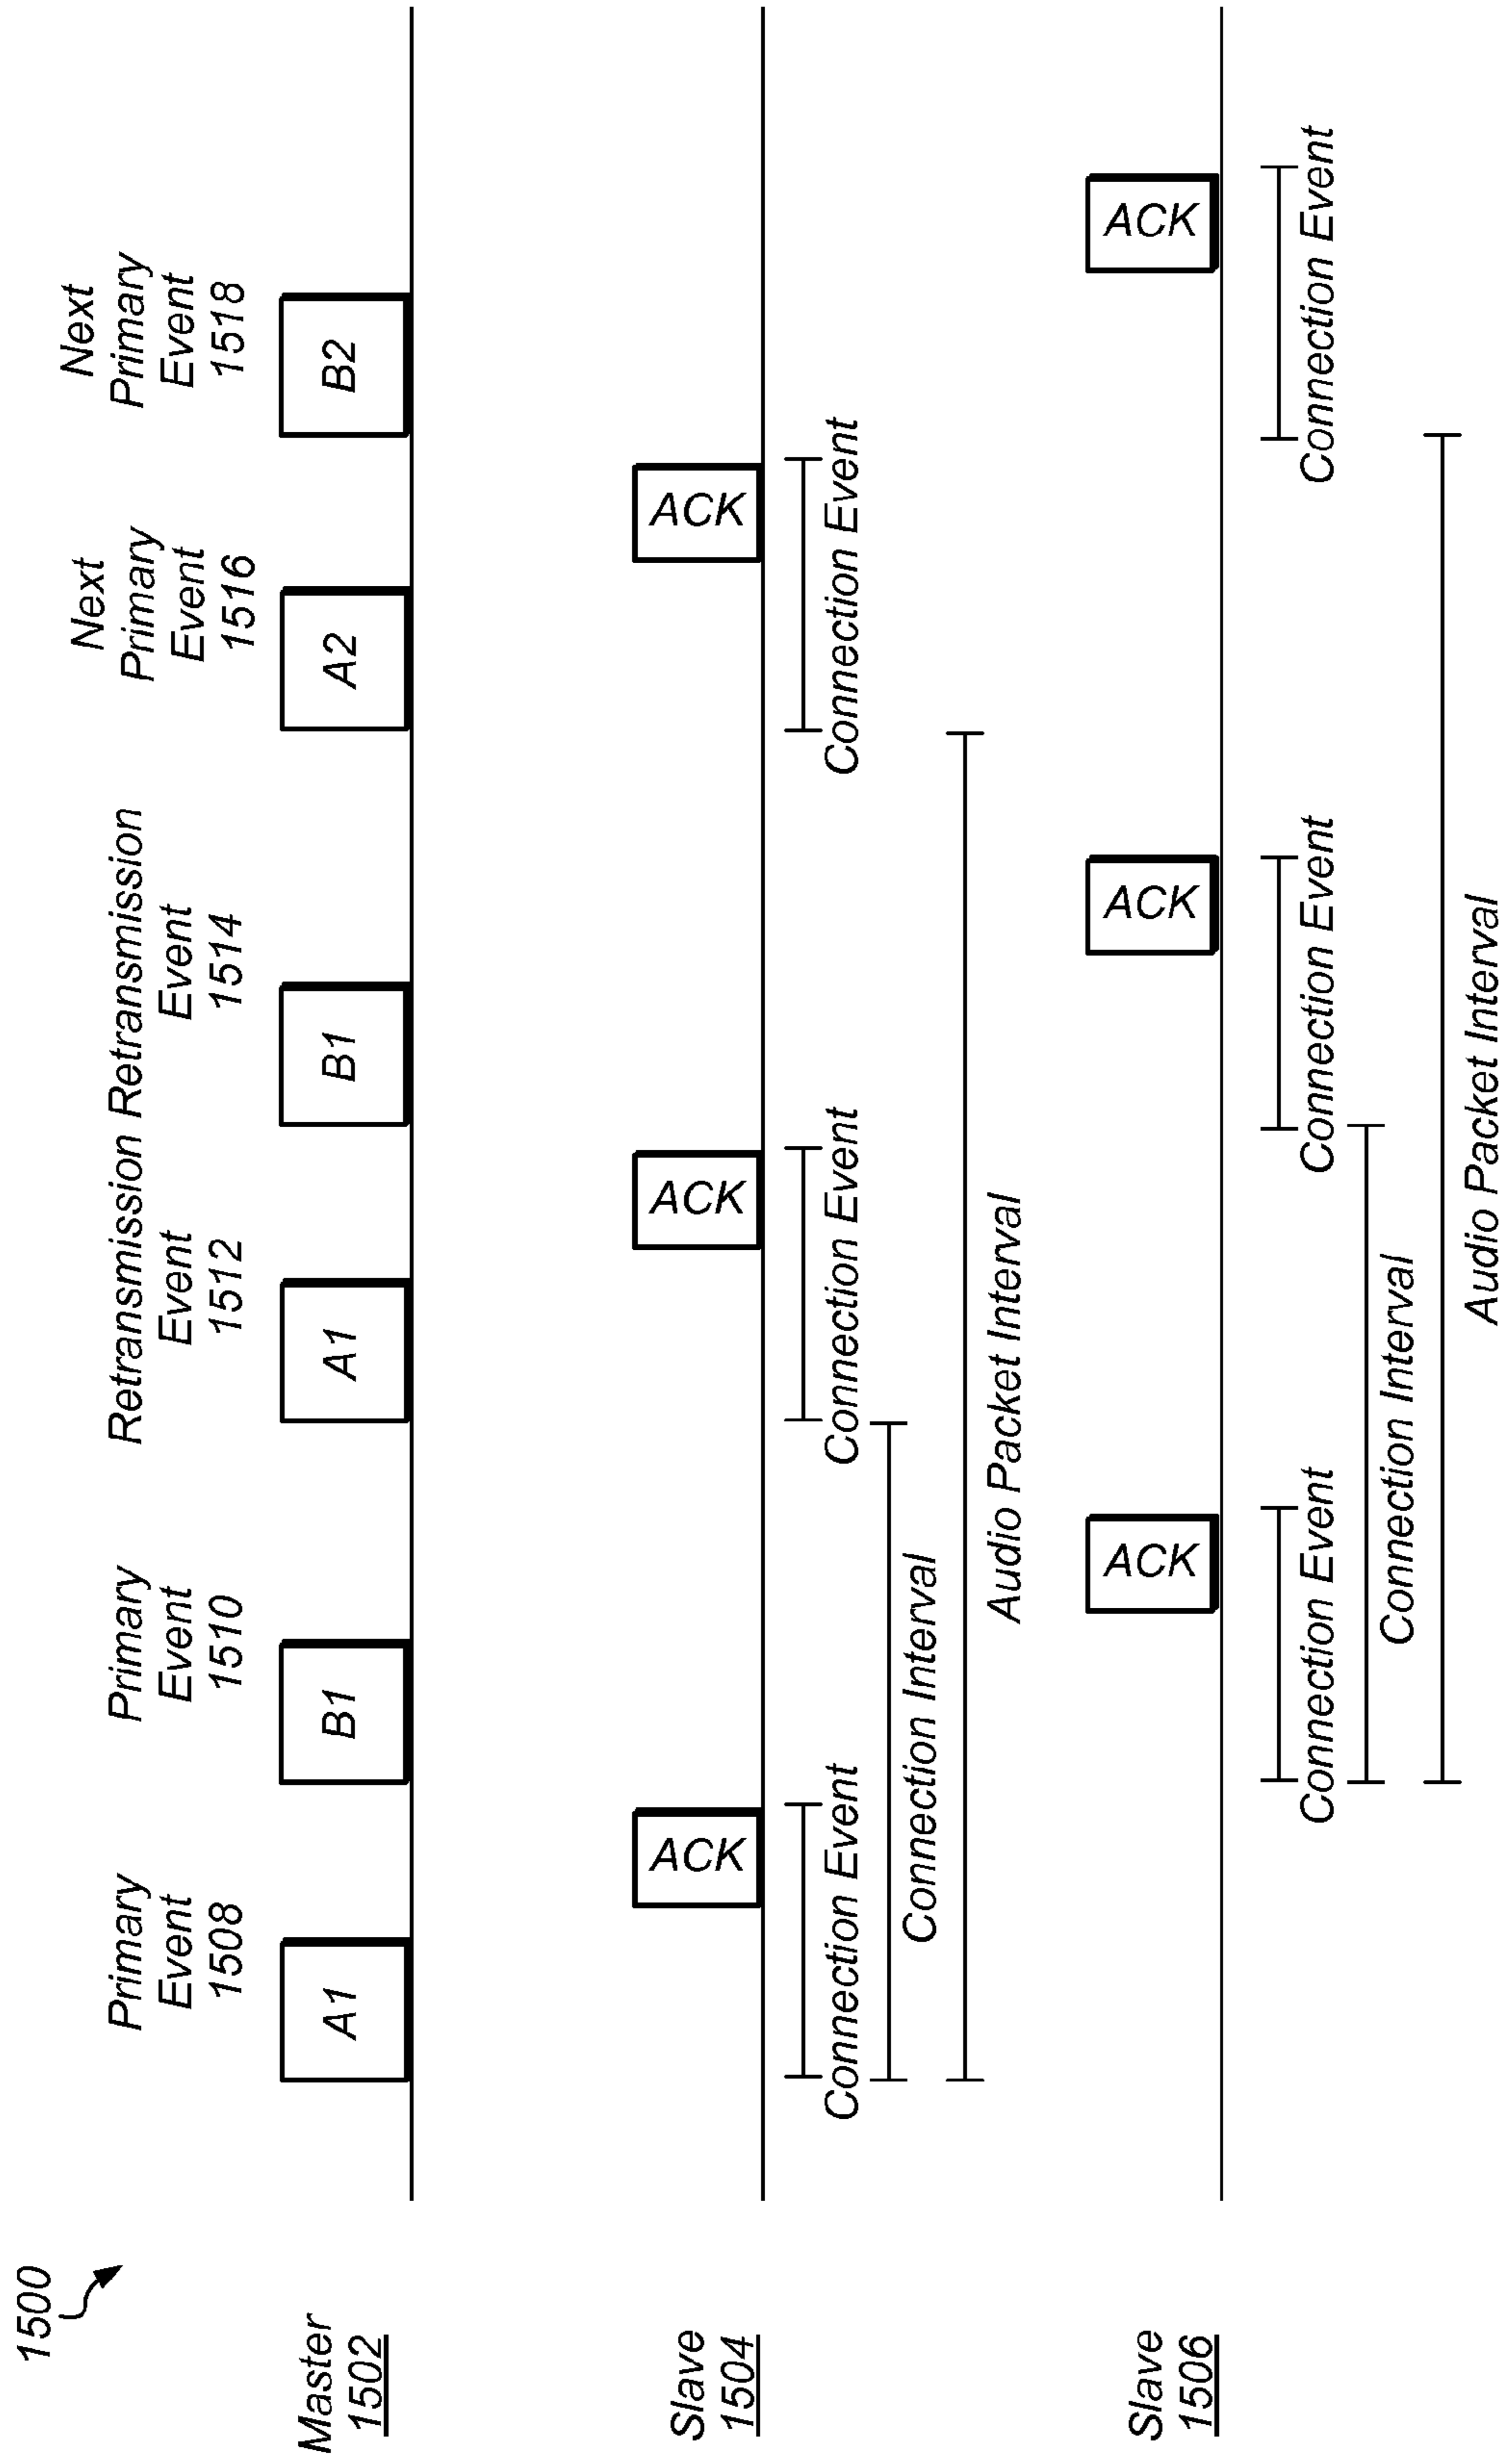 1500
Primary
Event
1508
Primary
Event
1510
Retransmission
Event
1512
Retransmission
Event
1514
Next
Primary
Event
1516
Next
Primary
Event
1518
Master
1502
A1
B1
A1
B1
A2
B2
Slave
1504
ACK
ACK
ACK
Connection Event
Connection Event
Connection Event
Connection Interval
Audio Packet Interval
Slave
1506
ACK
ACK
ACK
Connection Event
Connection Event
Connection Event
Connection Interval
Audio Packet Interval